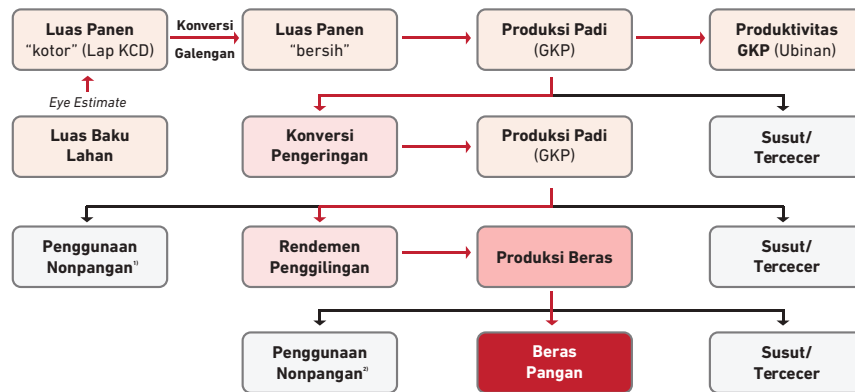 Luas Panen
“kotor” (Lap KCD)
Konversi
Galengan
Luas Panen
“bersih”
Produksi Padi
(GKP)
Produktivitas
GKP (Ubinan)
Eye Estimate
Luas Baku
Lahan
Konversi
Pengeringan
Produksi Padi
(GKP)
Susut/
Tercecer
Penggunaan
Nonpangan¹⁾
Rendemen
Penggilingan
Produksi Beras
Susut/
Tercecer
Penggunaan
Nonpangan²⁾
Beras
Pangan
Susut/
Tercecer